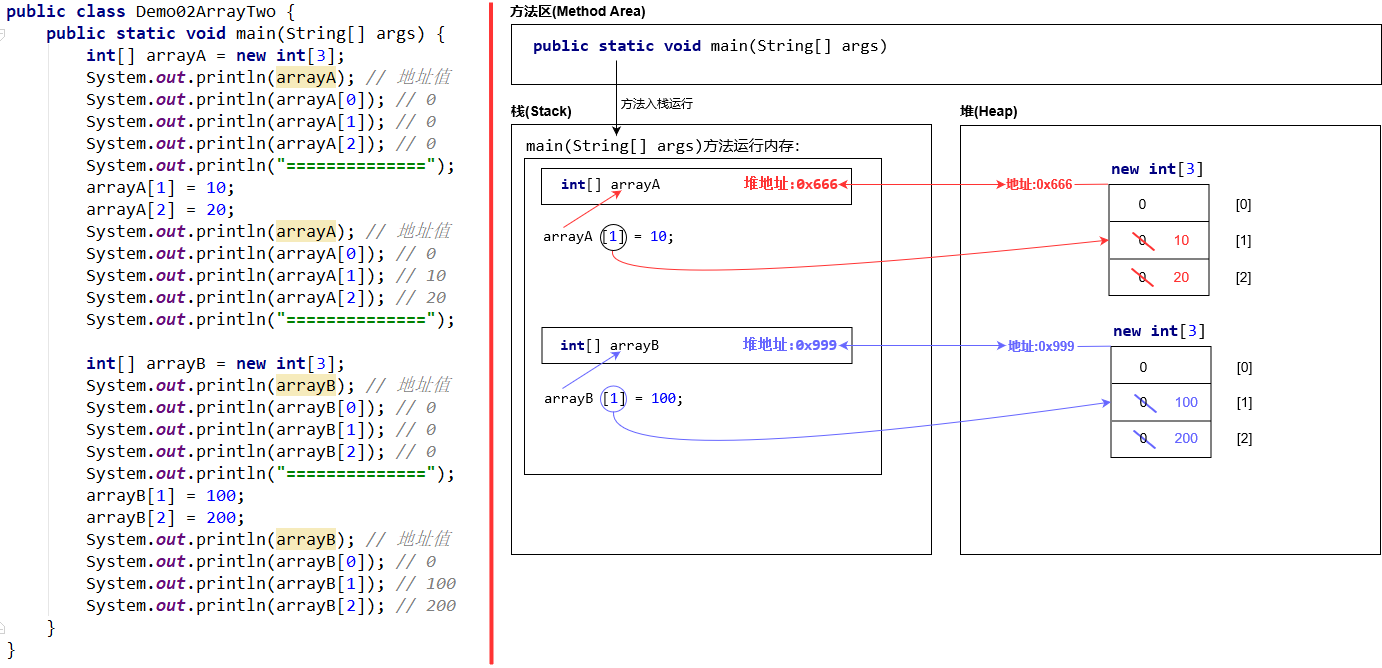 public class Demo02ArrayTwo {
public static void main(String[] args) {
int[] arrayA = new int[3];
System.out.println(arrayA); // 地址值
System.out.println(arrayA[0]); // 0
System.out.println(arrayA[1]); // 0
System.out.println(arrayA[2]); // 0
System.out.println("==============");
arrayA[1] = 10;
arrayA[2] = 20;
System.out.println(arrayA); // 地址值
System.out.println(arrayA[0]); // 0
System.out.println(arrayA[1]); // 10
System.out.println(arrayA[2]); // 20
System.out.println("==============");
int[] arrayB = new int[3];
System.out.println(arrayB); // 地址值
System.out.println(arrayB[0]); // 0
System.out.println(arrayB[1]); // 0
System.out.println(arrayB[2]); // 0
System.out.println("==============");
arrayB[1] = 100;
arrayB[2] = 200;
System.out.println(arrayB); // 地址值
System.out.println(arrayB[0]); // 0
System.out.println(arrayB[1]); // 100
System.out.println(arrayB[2]); // 200
}
}
方法区(Method Area)
public static void main(String[] args)
方法入栈运行
栈(Stack)
main(String[] args)方法运行内存:
int[] arrayA 堆地址:0x666
arrayA [1] = 10;
int[] arrayB 堆地址:0x999
arrayB [1] = 100;
堆(Heap)
new int[3]
地址:0x666
0 [0]
0 10 [1]
0 20 [2]
new int[3]
地址:0x999
0 [0]
0 100 [1]
0 200 [2]